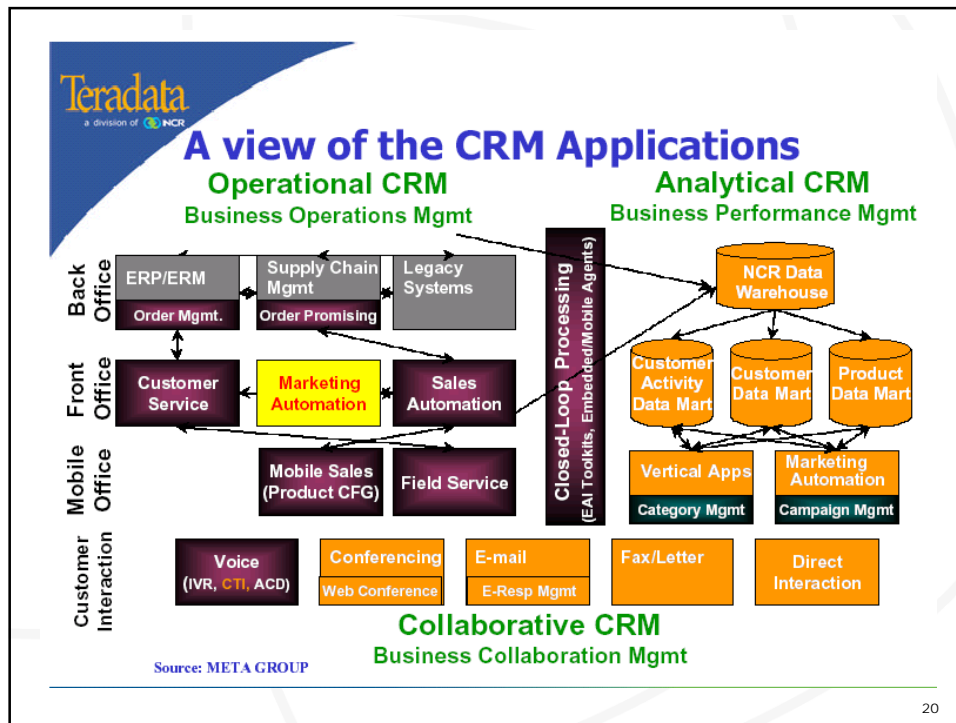 Teradata
a division of NCR
A view of the CRM Applications
Operational CRM
Business Operations Mgmt
Analytical CRM
Business Performance Mgmt
Back
Office
ERP/ERM
Order Mgmt.
Supply Chain
Mgmt
Order Promising
Legacy
Systems
Closed-Loop Processing
(EAI Toolkits, Embedded/Mobile Agents)
NCR Data
Warehouse
Front
Office
Customer
Service
Marketing
Automation
Sales
Automation
Customer
Activity
Data Mart
Customer
Data Mart
Product
Data Mart
Mobile
Office
Mobile Sales
(Product CFG)
Field Service
Vertical Apps
Category Mgmt
Marketing
Automation
Campaign Mgmt
Customer
Interaction
Voice
(IVR, CTI, ACD)
Conferencing
Web Conference
E-mail
E-Resp Mgmt
Fax/Letter
Direct
Interaction
Collaborative CRM
Business Collaboration Mgmt
Source: META GROUP
20